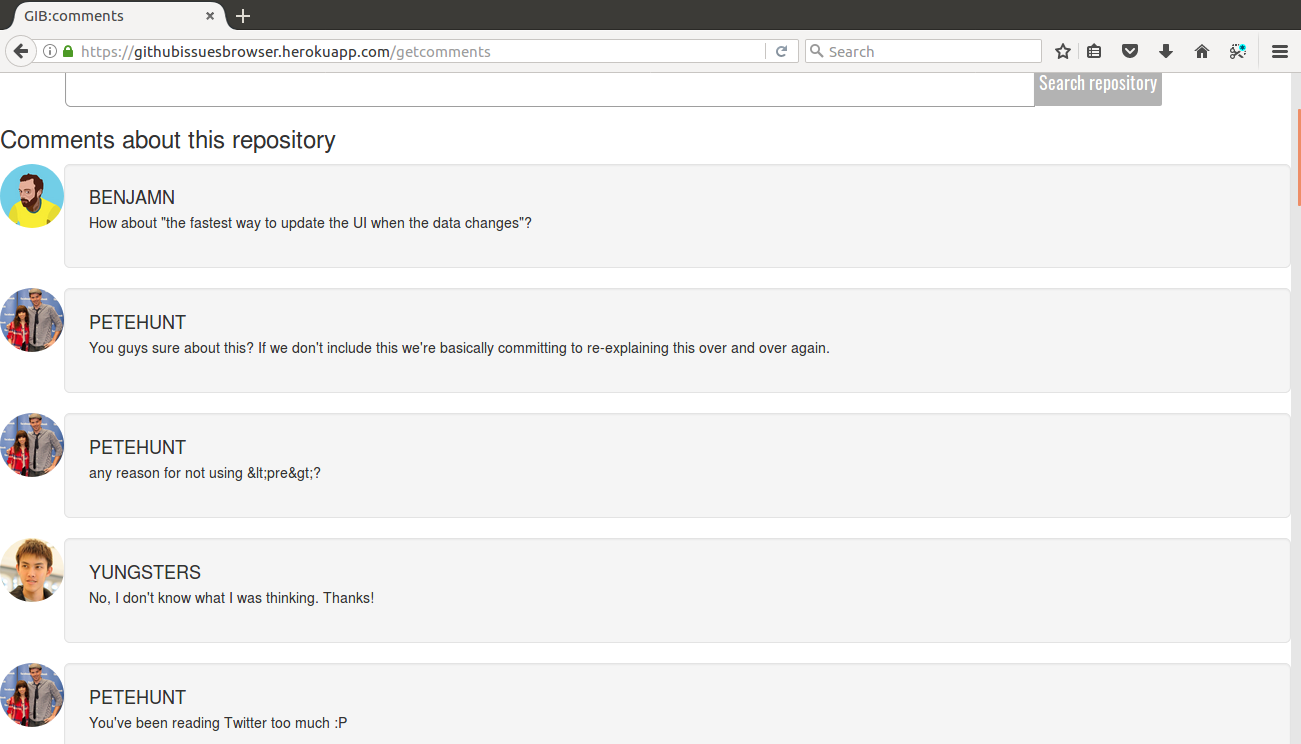 GIB:comments
https://githubissuesbrowser.herokuapp.com/getcomments
Search
Search repository
Comments about this repository
BENJAMN
How about "the fastest way to update the UI when the data changes"?
PETEHUNT
You guys sure about this? If we don't include this we're basically committing to re-explaining this over and over again.
PETEHUNT
any reason for not using &lt;pre&gt;?
YUNGSTERS
No, I don't know what I was thinking. Thanks!
PETEHUNT
You've been reading Twitter too much :P